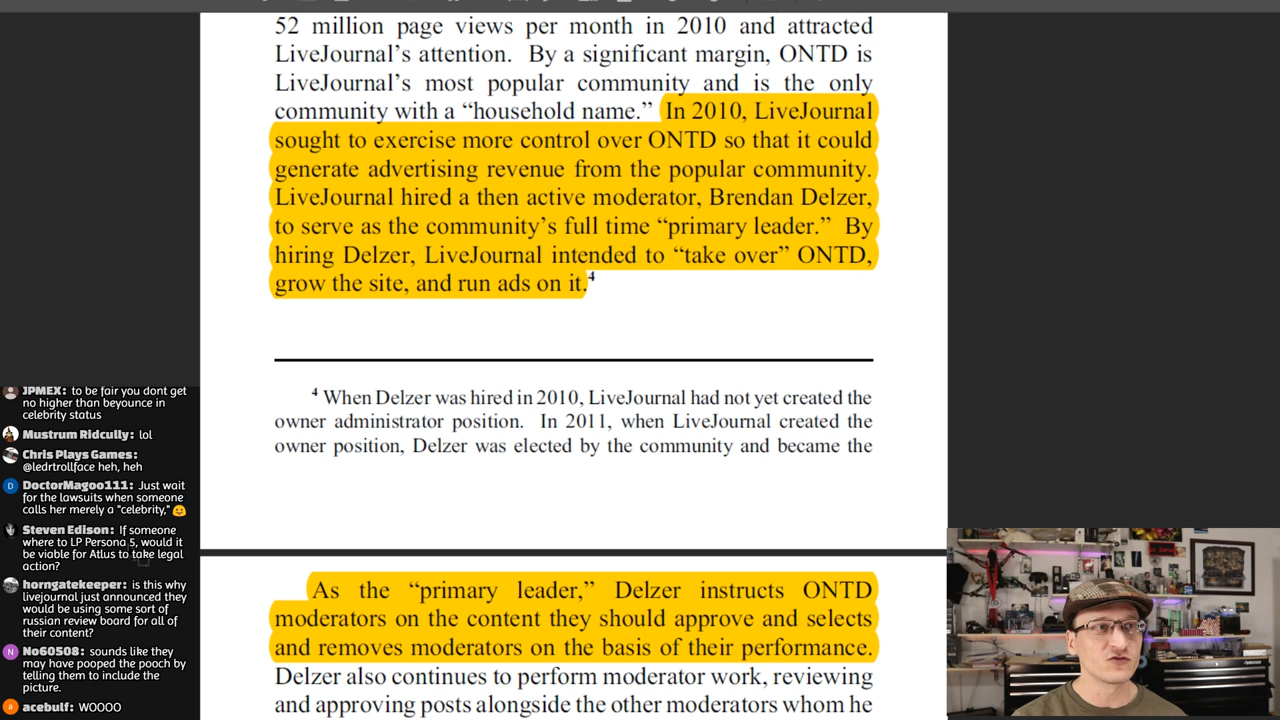 52 million page views per month in 2010 and attracted
LiveJournal’s attention. By a significant margin, ONTD is
LiveJournal’s most popular community and is the only
community with a “household name.” In 2010, LiveJournal
sought to exercise more control over ONTD so that it could
generate advertising revenue from the popular community.
LiveJournal hired a then active moderator, Brendan Delzer,
to serve as the community’s full time “primary leader.” By
hiring Delzer, LiveJournal intended to “take over” ONTD,
grow the site, and run ads on it.4
4 When Delzer was hired in 2010, LiveJournal had not yet created the
owner administrator position. In 2011, when LiveJournal created the
owner position, Delzer was elected by the community and became the
As the “primary leader,” Delzer instructs ONTD
moderators on the content they should approve and selects
and removes moderators on the basis of their performance.
Delzer also continues to perform moderator work, reviewing
and approving posts alongside the other moderators whom he
JPMEX: to be fair you dont get
no higher than beyounce in
celebrity status
Mustrum Ridcully: lol
Chris Plays Games:
@ledrtrollface heh, heh
D DoctorMagoo111: Just wait
for the lawsuits when someone
calls her merely a "celebrity,"
Steven Edison: If someone
where to LP Persona 5, would it
be viable for Atlus to take legal
action?
horngatekeeper: is this why
livejournal just announced they
would be using some sort of
russian review board for all of
their content?
N No60508: sounds like they
may have pooped the pooch by
telling them to include the
picture.
a acebulf: WOOOO